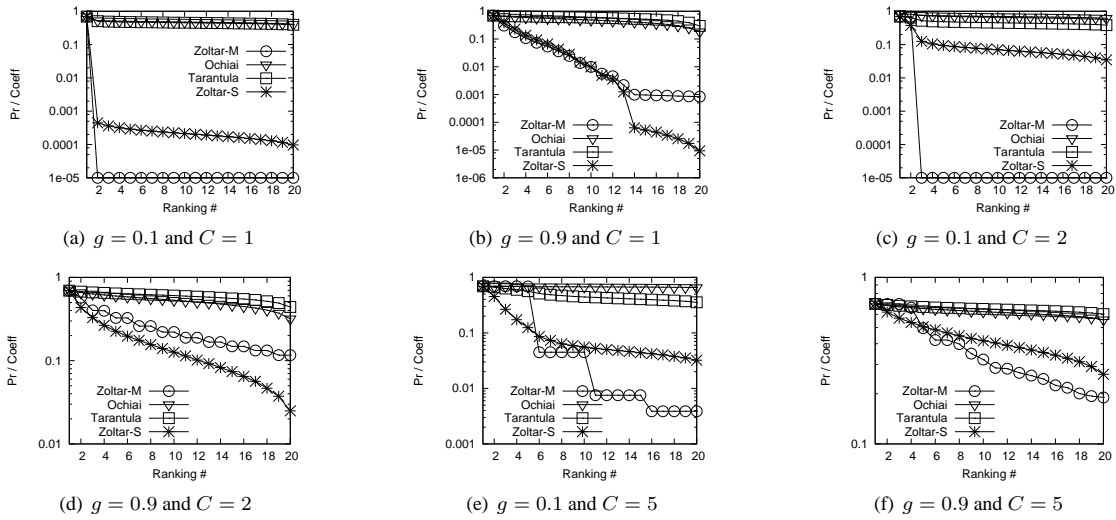 1
0.1
0.01
0.001
0.0001
1e-05
Pr / Coeff
Zoltar-M
Ochiai
Tarantula
Zoltar-S
2 4 6 8 10 12 14 16 18 20
Ranking #
(a) g = 0.1 and C = 1
1
0.1
0.01
0.001
0.0001
1e-05
1e-06
Pr / Coeff
Zoltar-M
Ochiai
Tarantula
Zoltar-S
2 4 6 8 10 12 14 16 18 20
Ranking #
(b) g = 0.9 and C = 1
1
0.1
0.01
0.001
0.0001
1e-05
Pr / Coeff
Zoltar-M
Ochiai
Tarantula
Zoltar-S
2 4 6 8 10 12 14 16 18 20
Ranking #
(c) g = 0.1 and C = 2
1
0.1
0.01
Pr / Coeff
Zoltar-M
Ochiai
Tarantula
Zoltar-S
2 4 6 8 10 12 14 16 18 20
Ranking #
(d) g = 0.9 and C = 2
1
0.1
0.01
0.001
Pr / Coeff
Zoltar-M
Ochiai
Tarantula
Zoltar-S
2 4 6 8 10 12 14 16 18 20
Ranking #
(e) g = 0.1 and C = 5
1
0.1
Pr / Coeff
Zoltar-M
Ochiai
Tarantula
Zoltar-S
2 4 6 8 10 12 14 16 18 20
Ranking #
(f) g = 0.9 and C = 5